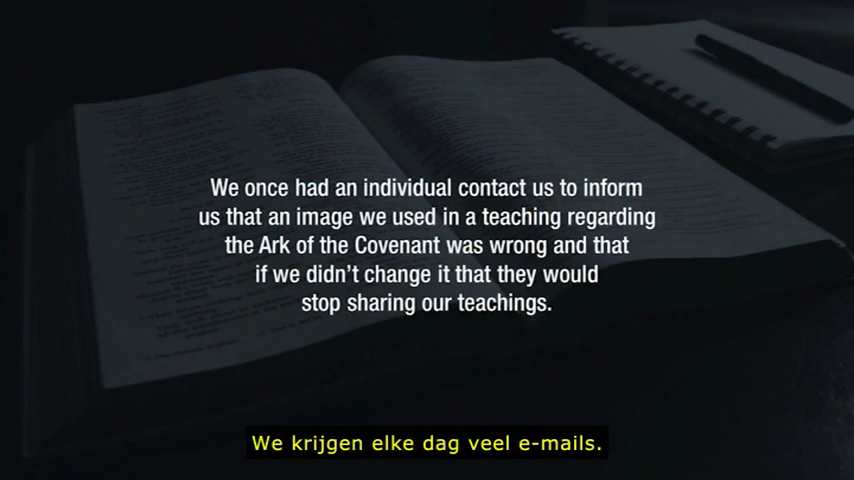 We once had an individual contact us to inform
us that an image we used in a teaching regarding
the Ark of the Covenant was wrong and that
if we didn't change it that they would
stop sharing our teachings.
We krijgen elke dag veel e-mails.